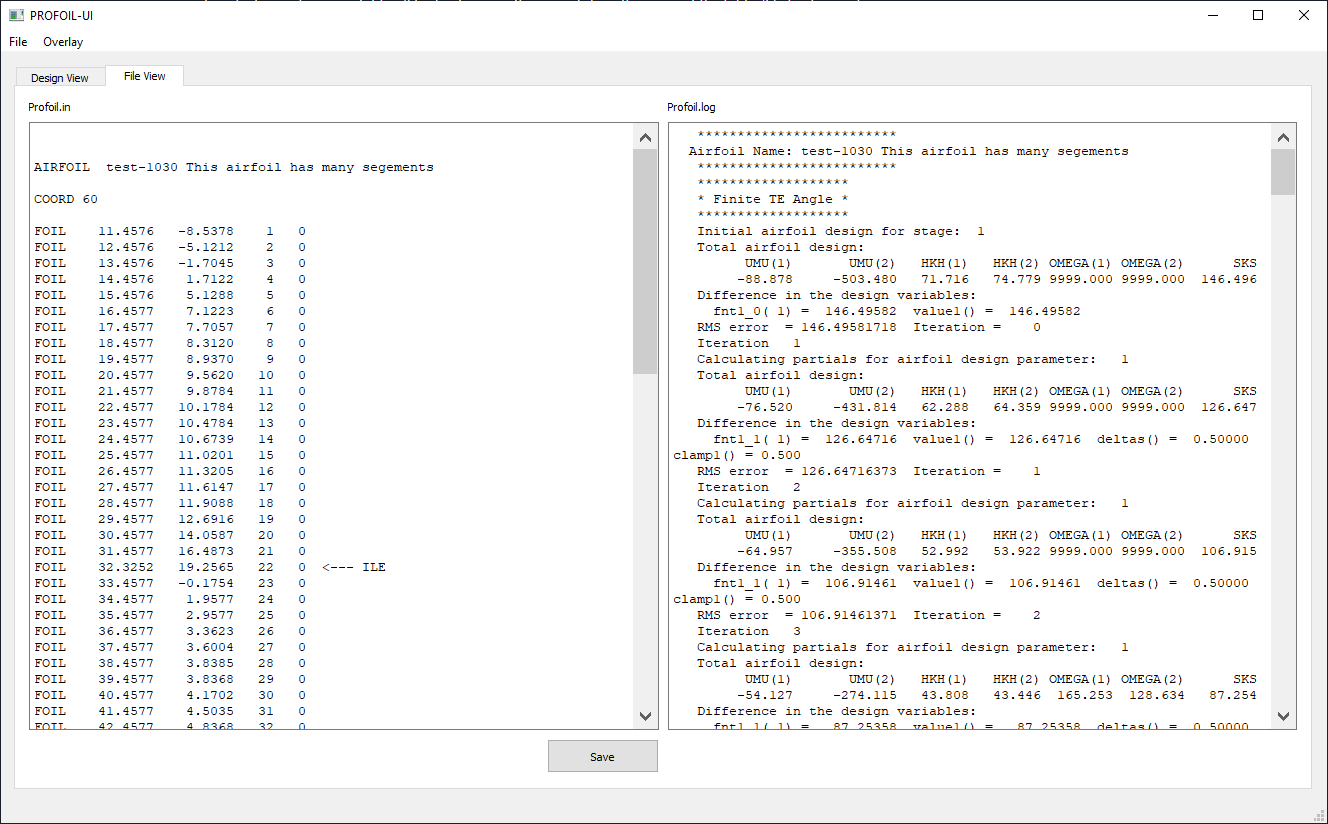 PROFOIL-UI
File Overlay
Design View File View
Profoil.in
AIRFOIL  test-1030 This airfoil has many segements
COORD 60
FOIL    11.4576   -8.5378    1   0
FOIL    12.4576   -5.1212    2   0
FOIL    13.4576   -1.7045    3   0
FOIL    14.4576    1.7122    4   0
FOIL    15.4576    5.1288    5   0
FOIL    16.4577    7.1223    6   0
FOIL    17.4577    7.7057    7   0
FOIL    18.4577    8.3120    8   0
FOIL    19.4577    8.9370    9   0
FOIL    20.4577    9.5620   10   0
FOIL    21.4577    9.8784   11   0
FOIL    22.4577   10.1784   12   0
FOIL    23.4577   10.4784   13   0
FOIL    24.4577   10.6739   14   0
FOIL    25.4577   11.0201   15   0
FOIL    26.4577   11.3205   16   0
FOIL    27.4577   11.6147   17   0
FOIL    28.4577   11.9088   18   0
FOIL    29.4577   12.6916   19   0
FOIL    30.4577   14.0587   20   0
FOIL    31.4577   16.4873   21   0
FOIL    32.3252   19.2565   22   0  <--- ILE
FOIL    33.4577   -0.1754   23   0
FOIL    34.4577    1.9577   24   0
FOIL    35.4577    2.9577   25   0
FOIL    36.4577    3.3623   26   0
FOIL    37.4577    3.6004   27   0
FOIL    38.4577    3.8385   28   0
FOIL    39.4577    3.8368   29   0
FOIL    40.4577    4.1702   30   0
FOIL    41.4577    4.5035   31   0
FOIL    42.4577    4.8368   32   0
Profoil.log
*************************
Airfoil Name: test-1030 This airfoil has many segements
*************************
*******************
* Finite TE Angle *
*******************
Initial airfoil design for stage:  1
Total airfoil design:
UMU(1)       UMU(2)   HKH(1)   HKH(2) OMEGA(1) OMEGA(2)      SKS
-88.878     -503.480   71.716   74.779 9999.000 9999.000  146.496
Difference in the design variables:
fnt1_0( 1) =  146.49582  value1() =  146.49582
RMS error  = 146.49581718  Iteration =    0
Iteration   1
Calculating partials for airfoil design parameter:   1
Total airfoil design:
UMU(1)       UMU(2)   HKH(1)   HKH(2) OMEGA(1) OMEGA(2)      SKS
-76.520     -431.814   62.288   64.359 9999.000 9999.000  126.647
Difference in the design variables:
fnt1_1( 1) =  126.64716  value1() =  126.64716  deltas() =  0.50000
clamp1() = 0.500
RMS error  = 126.64716373  Iteration =    1
Iteration   2
Calculating partials for airfoil design parameter:   1
Total airfoil design:
UMU(1)       UMU(2)   HKH(1)   HKH(2) OMEGA(1) OMEGA(2)      SKS
-64.957     -355.508   52.992   53.922 9999.000 9999.000  106.915
Difference in the design variables:
fnt1_1( 1) =  106.91461  value1() =  106.91461  deltas() =  0.50000
clamp1() = 0.500
RMS error  = 106.91461371  Iteration =    2
Iteration   3
Calculating partials for airfoil design parameter:   1
Total airfoil design:
UMU(1)       UMU(2)   HKH(1)   HKH(2) OMEGA(1) OMEGA(2)      SKS
-54.127     -274.115   43.808   43.446  165.253  128.634   87.254
Difference in the design variables:
fnt1_1( 1) =   87.25358  value1() =   87.25358  deltas() =  0.50000
Save